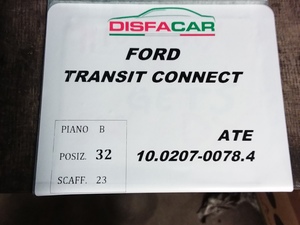 DISFACAR
FORD
TRANSIT CONNECT
PIANO B
POSIZ. 32
SCAFF. 23
ATE
10.0207-0078.4